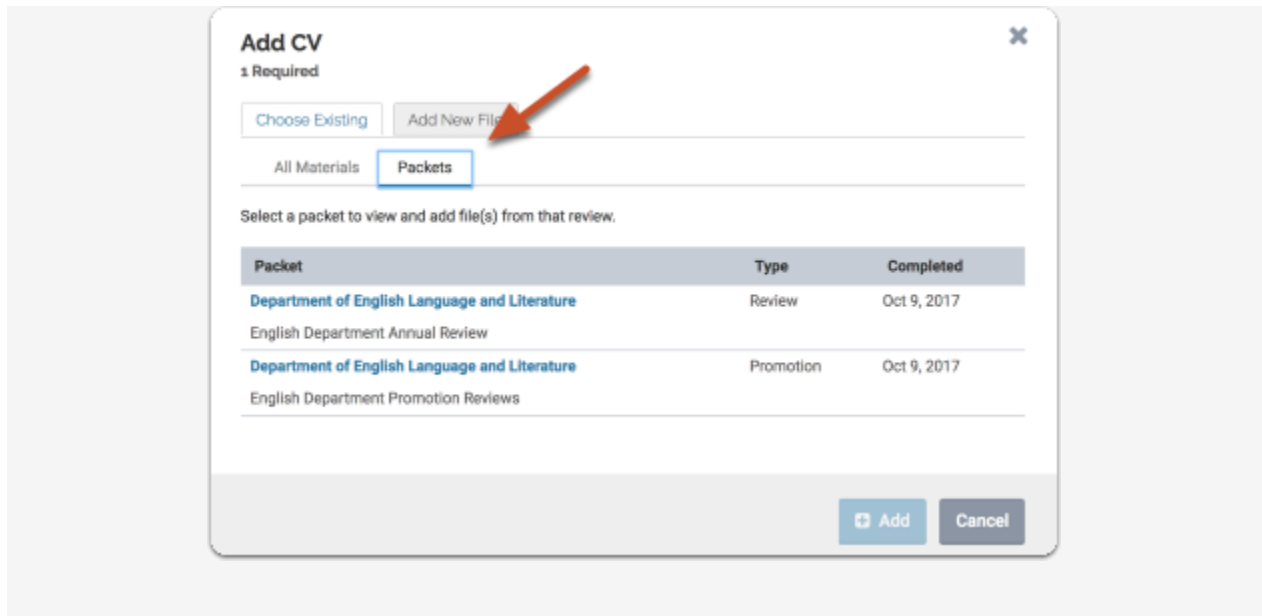 Add CV
1 Required
Choose Existing Add New File
All Materials Packets
Select a packet to view and add file(s) from that review.
Packet Type Completed
Department of English Language and Literature Review Oct 9, 2017
English Department Annual Review
Department of English Language and Literature Promotion Oct 9, 2017
English Department Promotion Reviews
Add Cancel